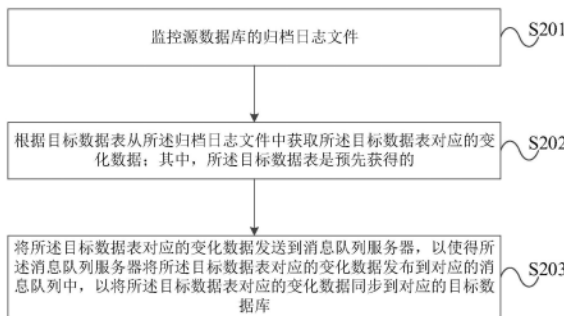 监控源数据库的归档日志文件
S201
根据目标数据表从所述归档日志文件中获取所述目标数据表对应的变
化数据；其中，所述目标数据表是预先获得的
S202
将所述目标数据表对应的变化数据发送到消息队列服务器，以使得所
述消息队列服务器将所述目标数据表对应的变化数据发布到对应的消
息队列中，以将所述目标数据表对应的变化数据同步到对应的目标数
据库
S203